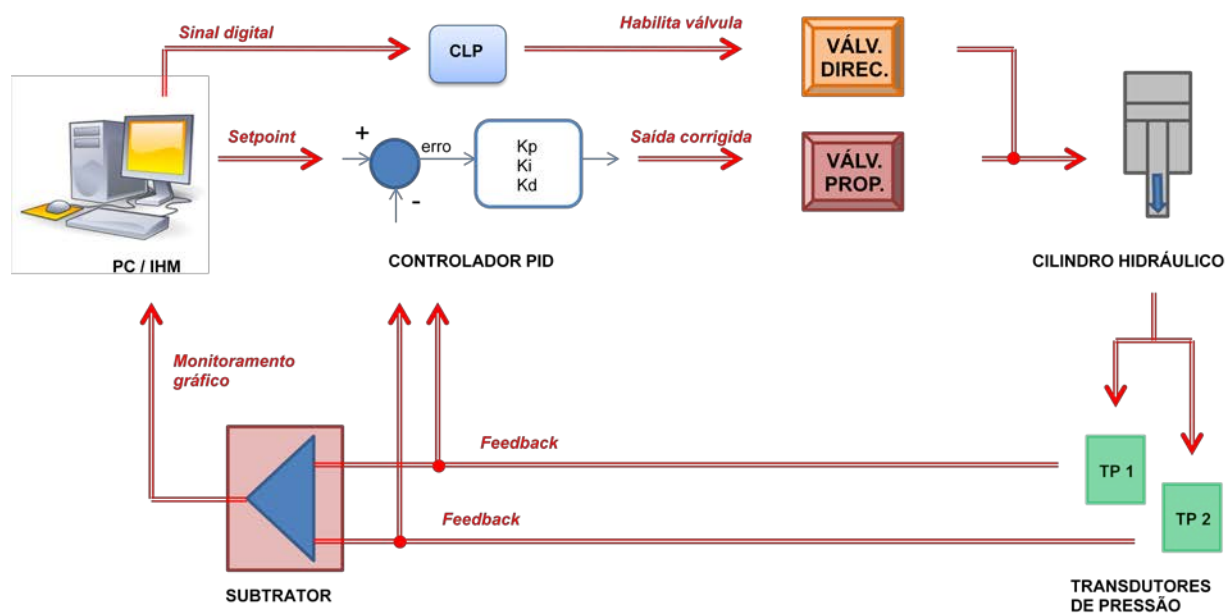 Sinal digital
CLP
Habilita válvula
VÁLV.
DIREC.
Setpoint
+
erro
-
Kp
Ki
Kd
Saída corrigida
VÁLV.
PROP.
PC / IHM
CONTROLADOR PID
CILINDRO HIDRÁULICO
Monitoramento
gráfico
Feedback
TP 1
Feedback
TP 2
SUBTRATOR
TRANSDUTORES
DE PRESSÃO